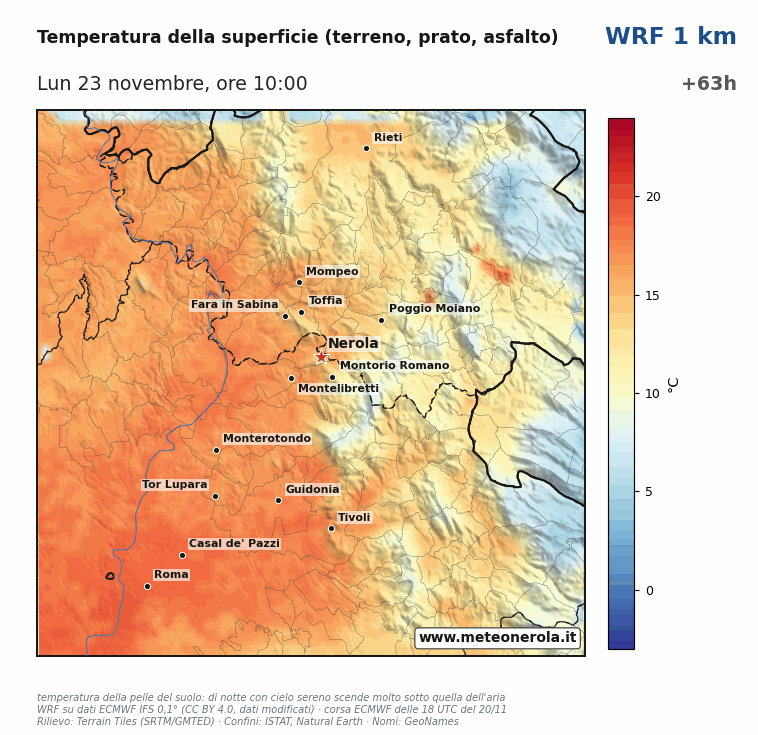 Temperatura della superficie (terreno, prato, asfalto)
WRF 1 km
Lun 23 novembre, ore 10:00
+63h
Rieti
Mompeo
Fara in Sabina
Toffia
Poggio Moiano
Nerola
Montorio Romano
Montelibretti
Monterotondo
Tor Lupara
Guidonia
Tivoli
Casal de' Pazzi
Roma
www.meteonerola.it
20
15
10
5
0
°C
temperatura della pelle del suolo: di notte con cielo sereno scende molto sotto quella dell'aria
WRF su dati ECMWF IFS 0,1° (CC BY 4.0, dati modificati) · corsa ECMWF delle 18 UTC del 20/11
Rilievo: Terrain Tiles (SRTM/GMTED) · Confini: ISTAT, Natural Earth · Nomi: GeoNames